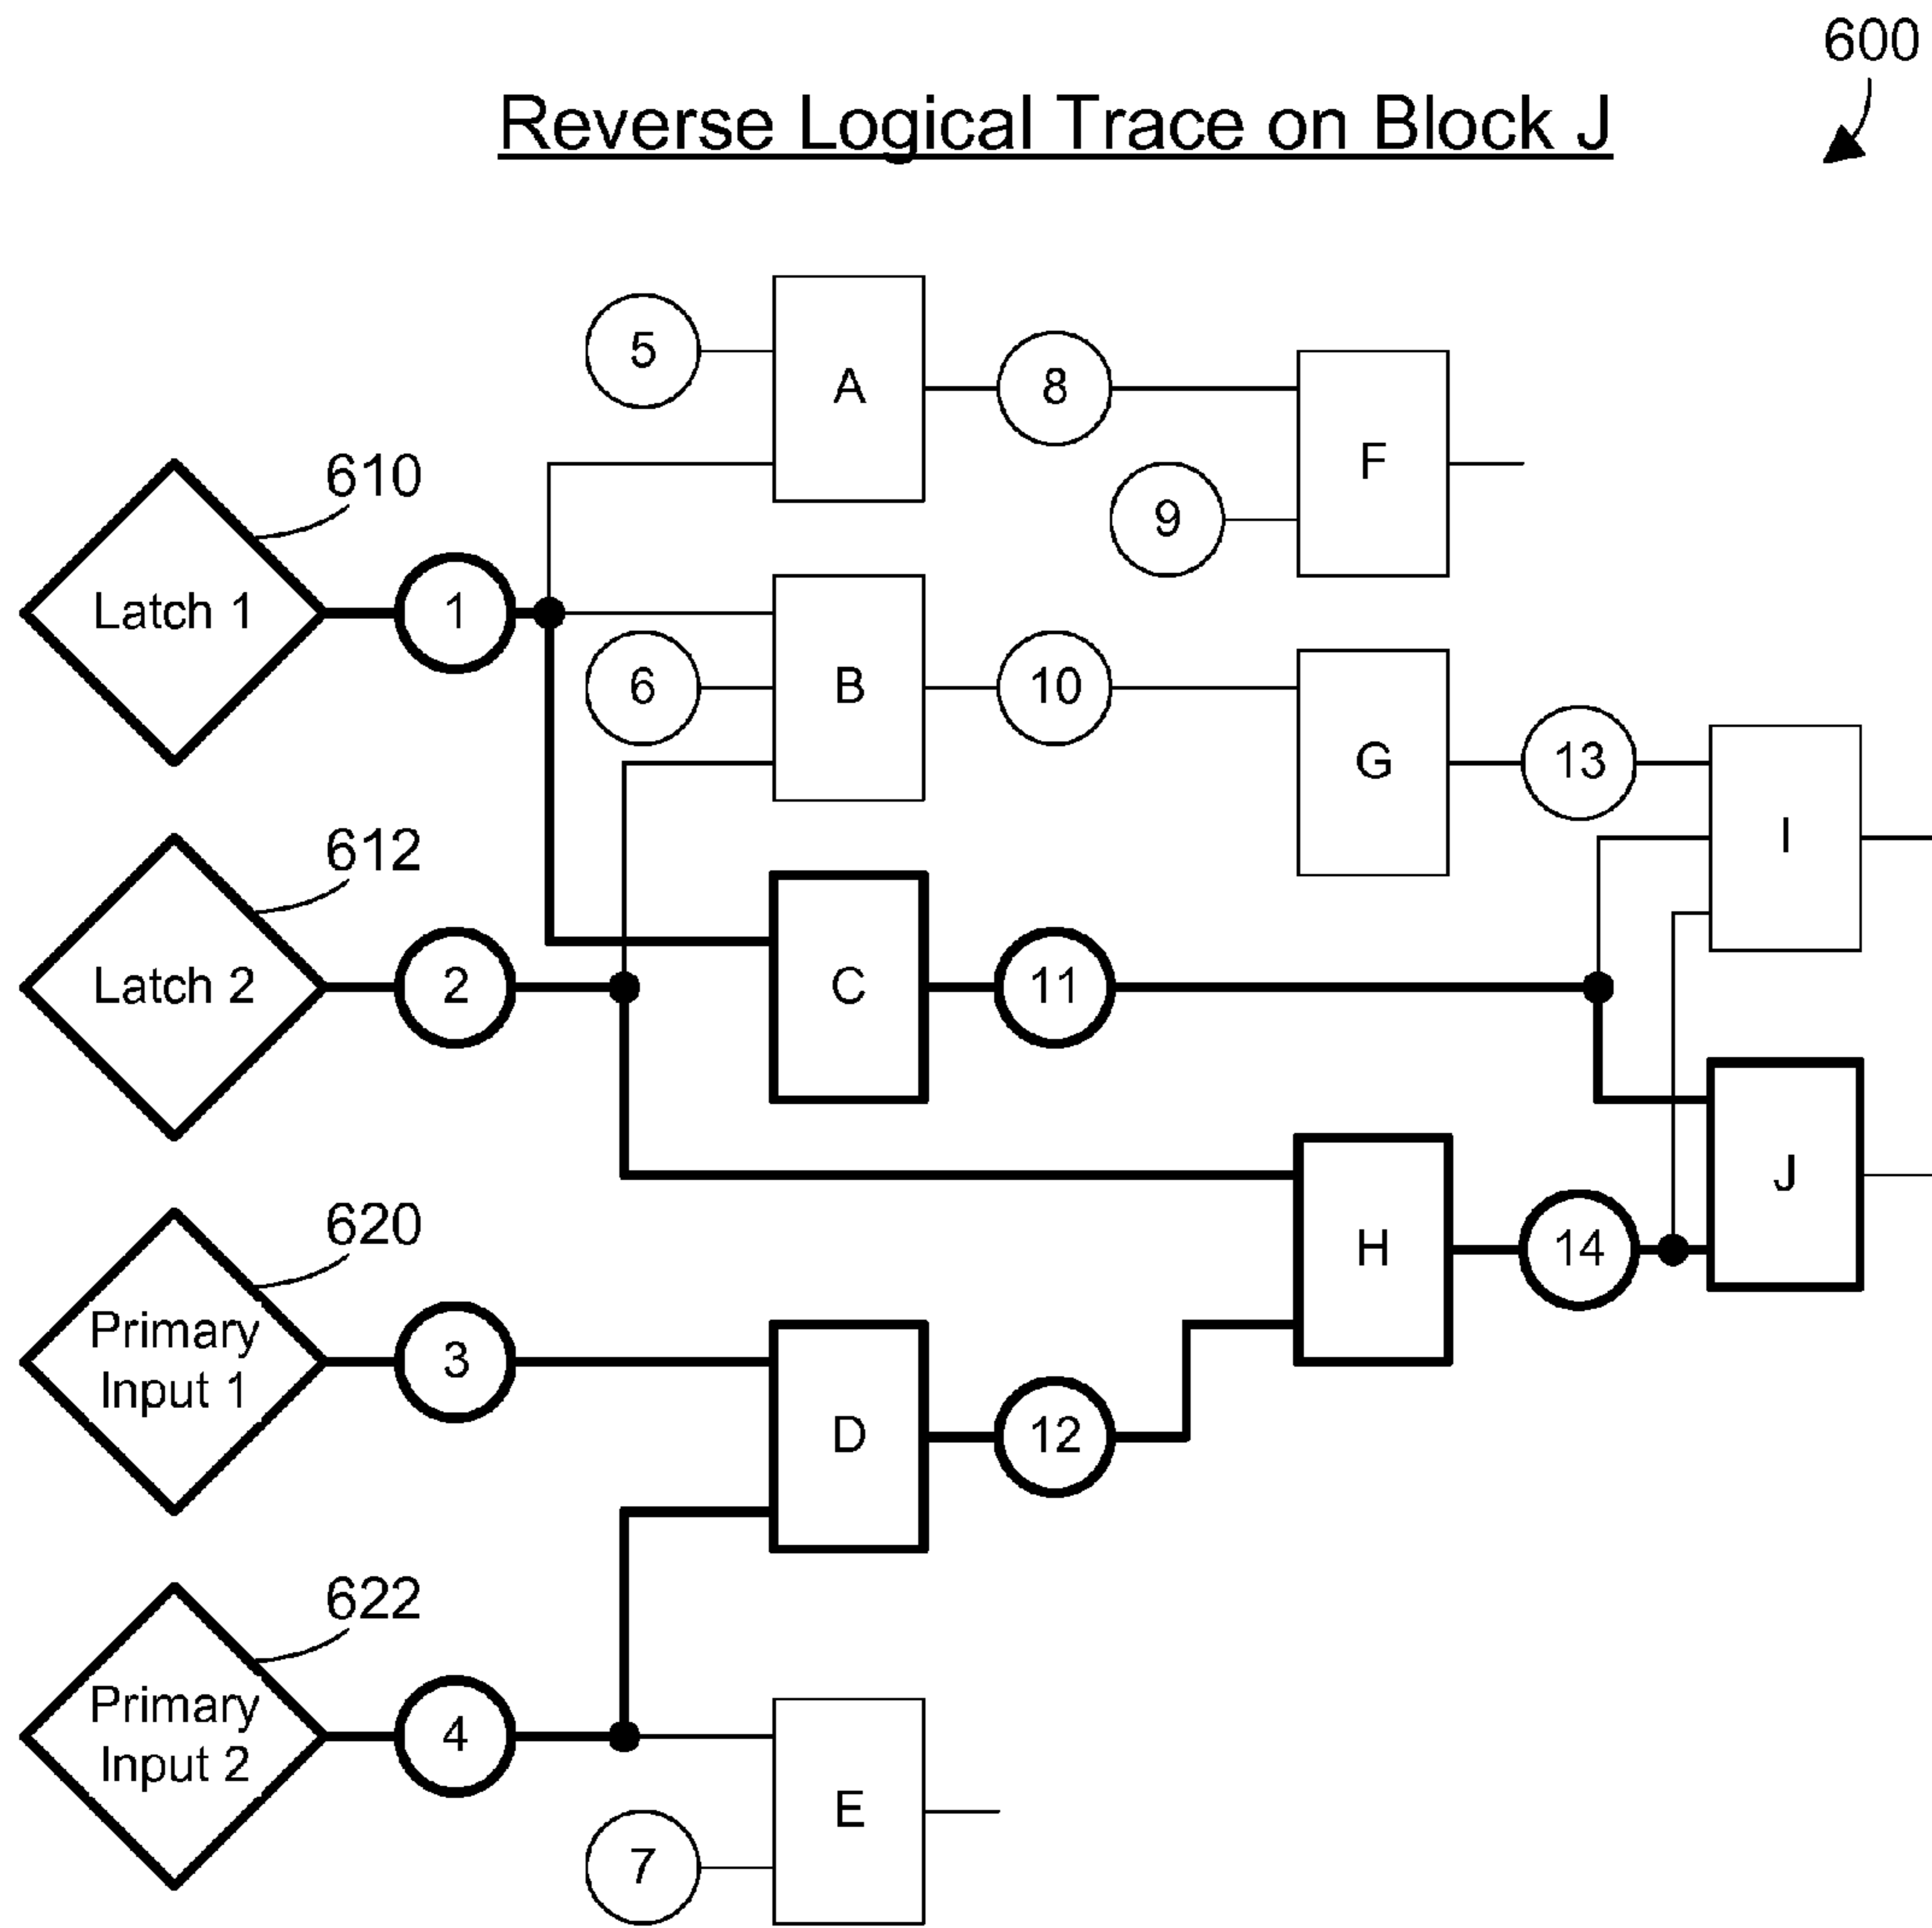 600
Reverse Logical Trace on Block J
5
A
8
F
9
610
Latch 1
1
6
B
10
G
13
I
612
Latch 2
2
C
11
J
620
Primary
Input 1
3
H
14
D
12
622
Primary
Input 2
4
E
7